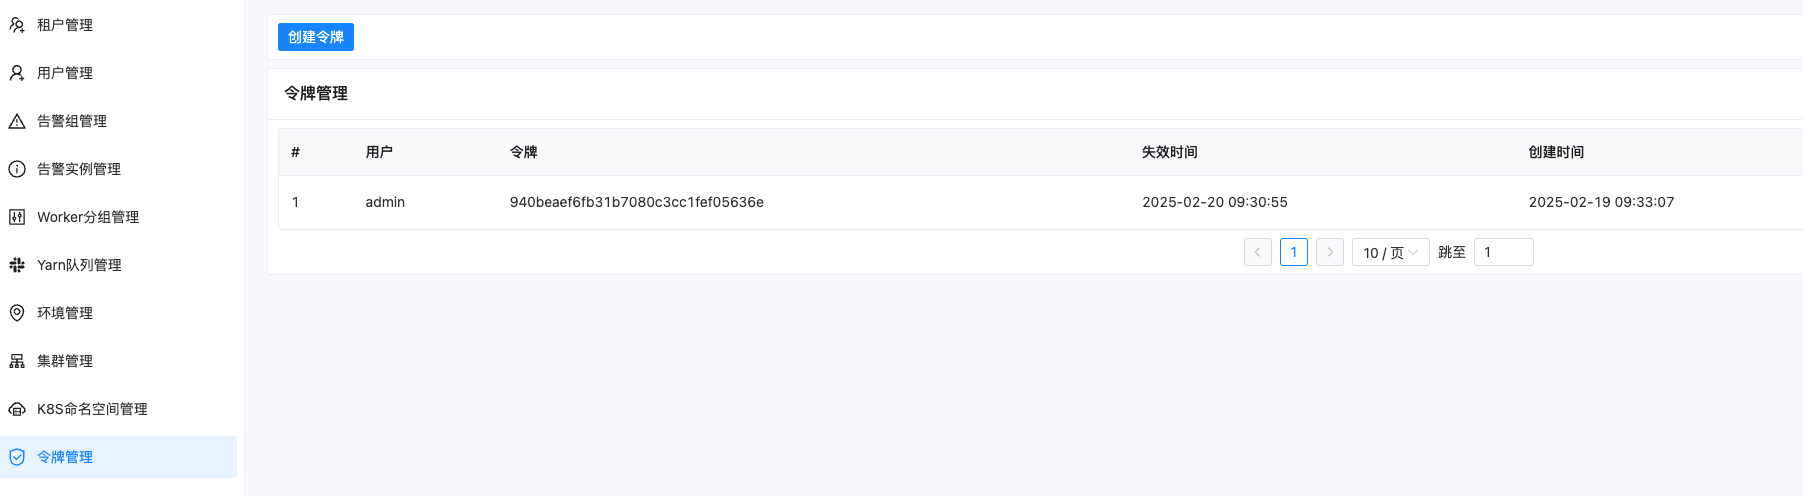 租户管理
用户管理
告警组管理
告警实例管理
Worker分组管理
Yarn队列管理
环境管理
集群管理
K8S命名空间管理
令牌管理
创建令牌
令牌管理
# 用户 令牌 失效时间 创建时间
1 admin 940beaef6fb31b7080c3cc1fef05636e 2025-02-20 09:30:55 2025-02-19 09:33:07
1 10 / 页 跳至 1